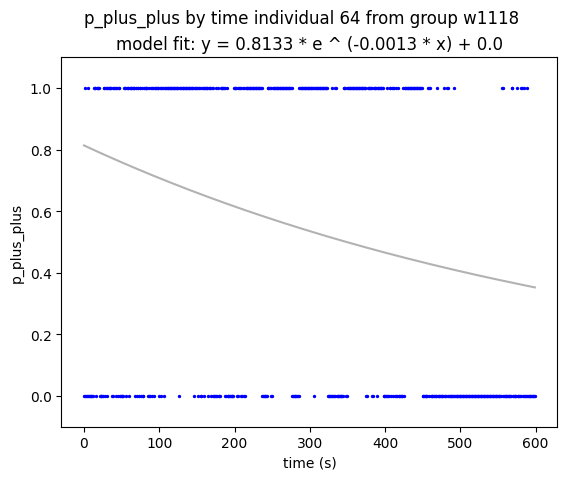 p_plus_plus by time individual 64 from group w1118
model fit: y = 0.8133 * e ^ (-0.0013 * x) + 0.0
1.0
0.8
0.6
0.4
0.2
0.0
p_plus_plus
0 100 200 300 400 500 600
time (s)